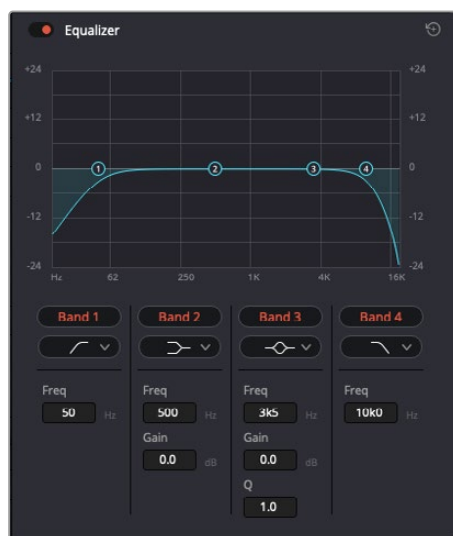 Equalizer
+24 +24
+12 +12
0 1 2 3 4 0
-12 -12
-24 -24
Hz 62 250 1K 4K 16K
Band 1 Band 2 Band 3 Band 4
Freq Freq Freq Freq
50 Hz 500 Hz 3k5 Hz 10k0 Hz
Gain Gain
0.0 dB 0.0 dB
Q
1.0